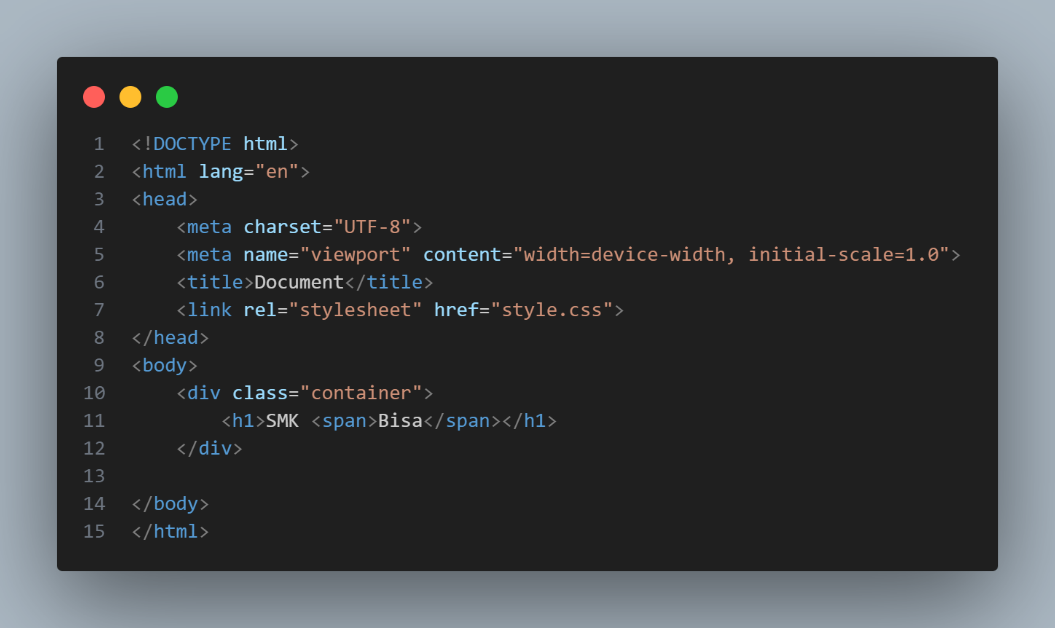 1 <!DOCTYPE html>
2 <html lang="en">
3 <head>
4     <meta charset="UTF-8">
5     <meta name="viewport" content="width=device-width, initial-scale=1.0">
6     <title>Document</title>
7     <link rel="stylesheet" href="style.css">
8 </head>
9 <body>
10     <div class="container">
11         <h1>SMK <span>Bisa</span></h1>
12     </div>
13
14 </body>
15 </html>